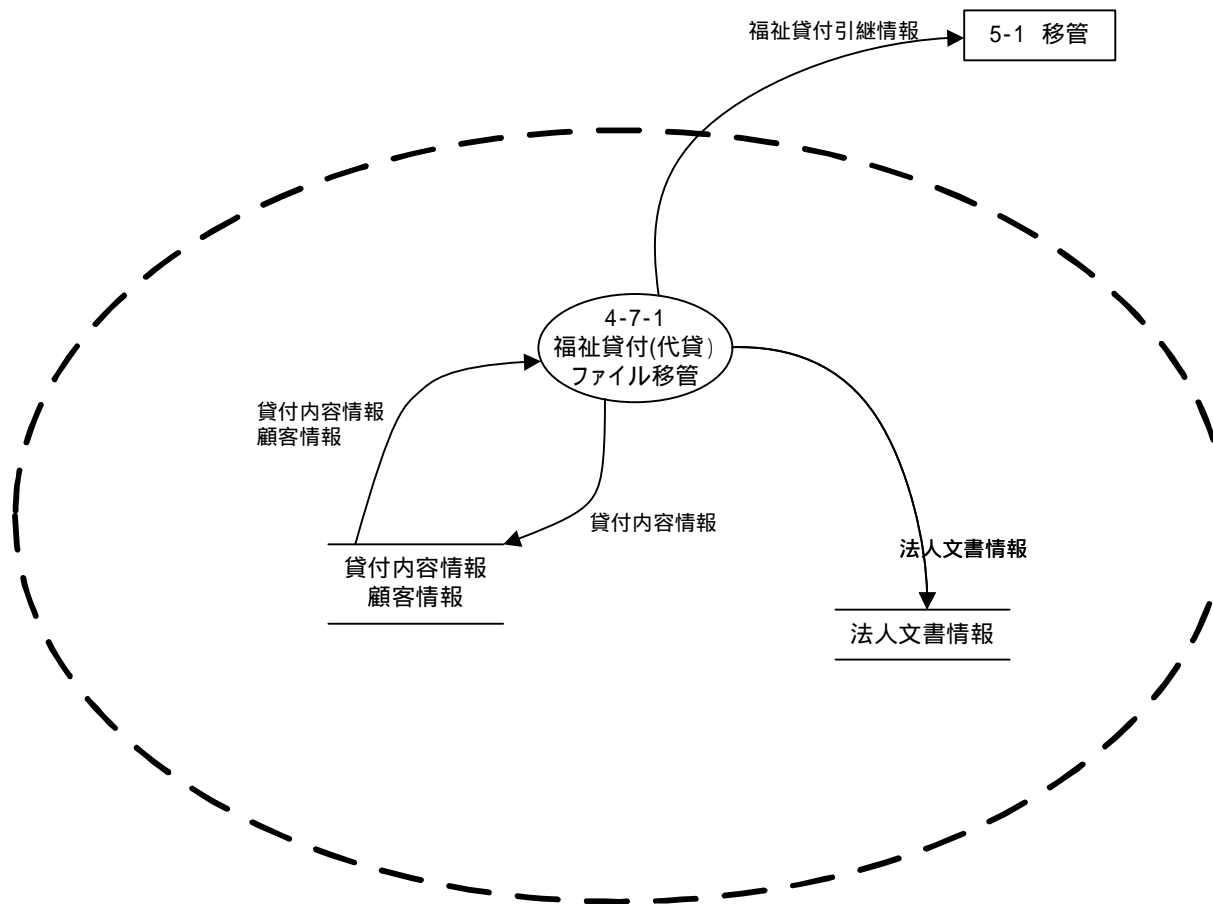 福祉貸付引継情報
5-1 移管
4-7-1
福祉貸付(代貸)
ファイル移管
貸付内容情報
顧客情報
貸付内容情報
法人文書情報
貸付内容情報
顧客情報
法人文書情報